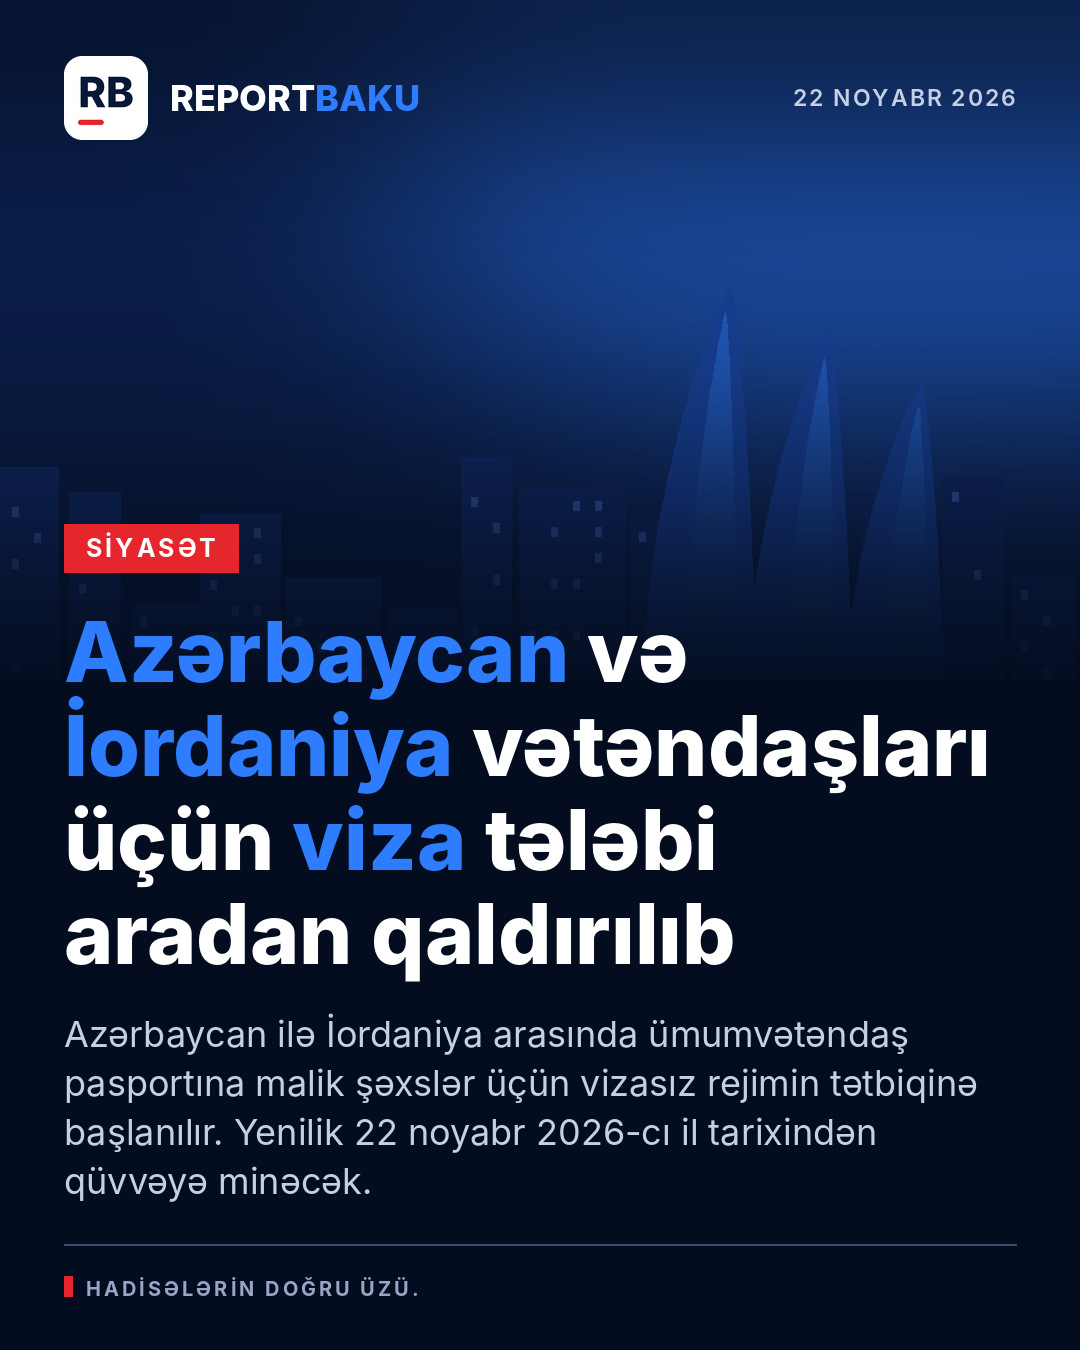 RB
REPORTBAKU
22 NOYABR 2026
SİYASƏT
Azərbaycan və
İordaniya vətəndaşları
üçün viza tələbi
aradan qaldırılıb
Azərbaycan ilə İordaniya arasında ümumvətəndaş
pasportına malik şəxslər üçün vizasız rejimin tətbiqinə
başlanılır. Yenilik 22 noyabr 2026-cı il tarixindən
qüvvəyə minəcək.
HADİSƏLƏRİN DOĞRU ÜZÜ.